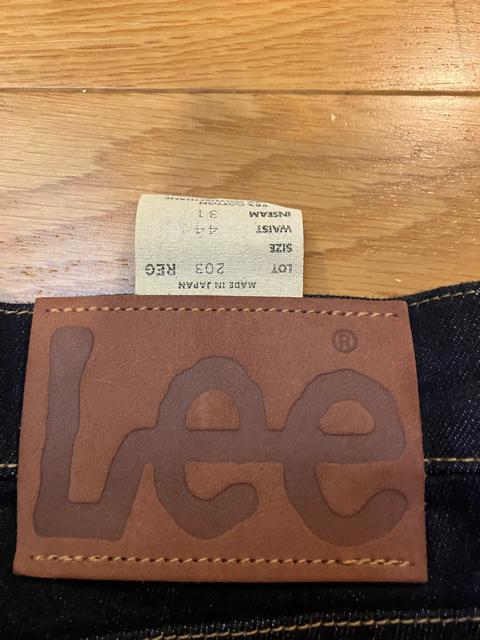 MADE IN JAPAN
LOT 203 REG
SIZE
WAIST 44
INSEAM 31
Lee
®